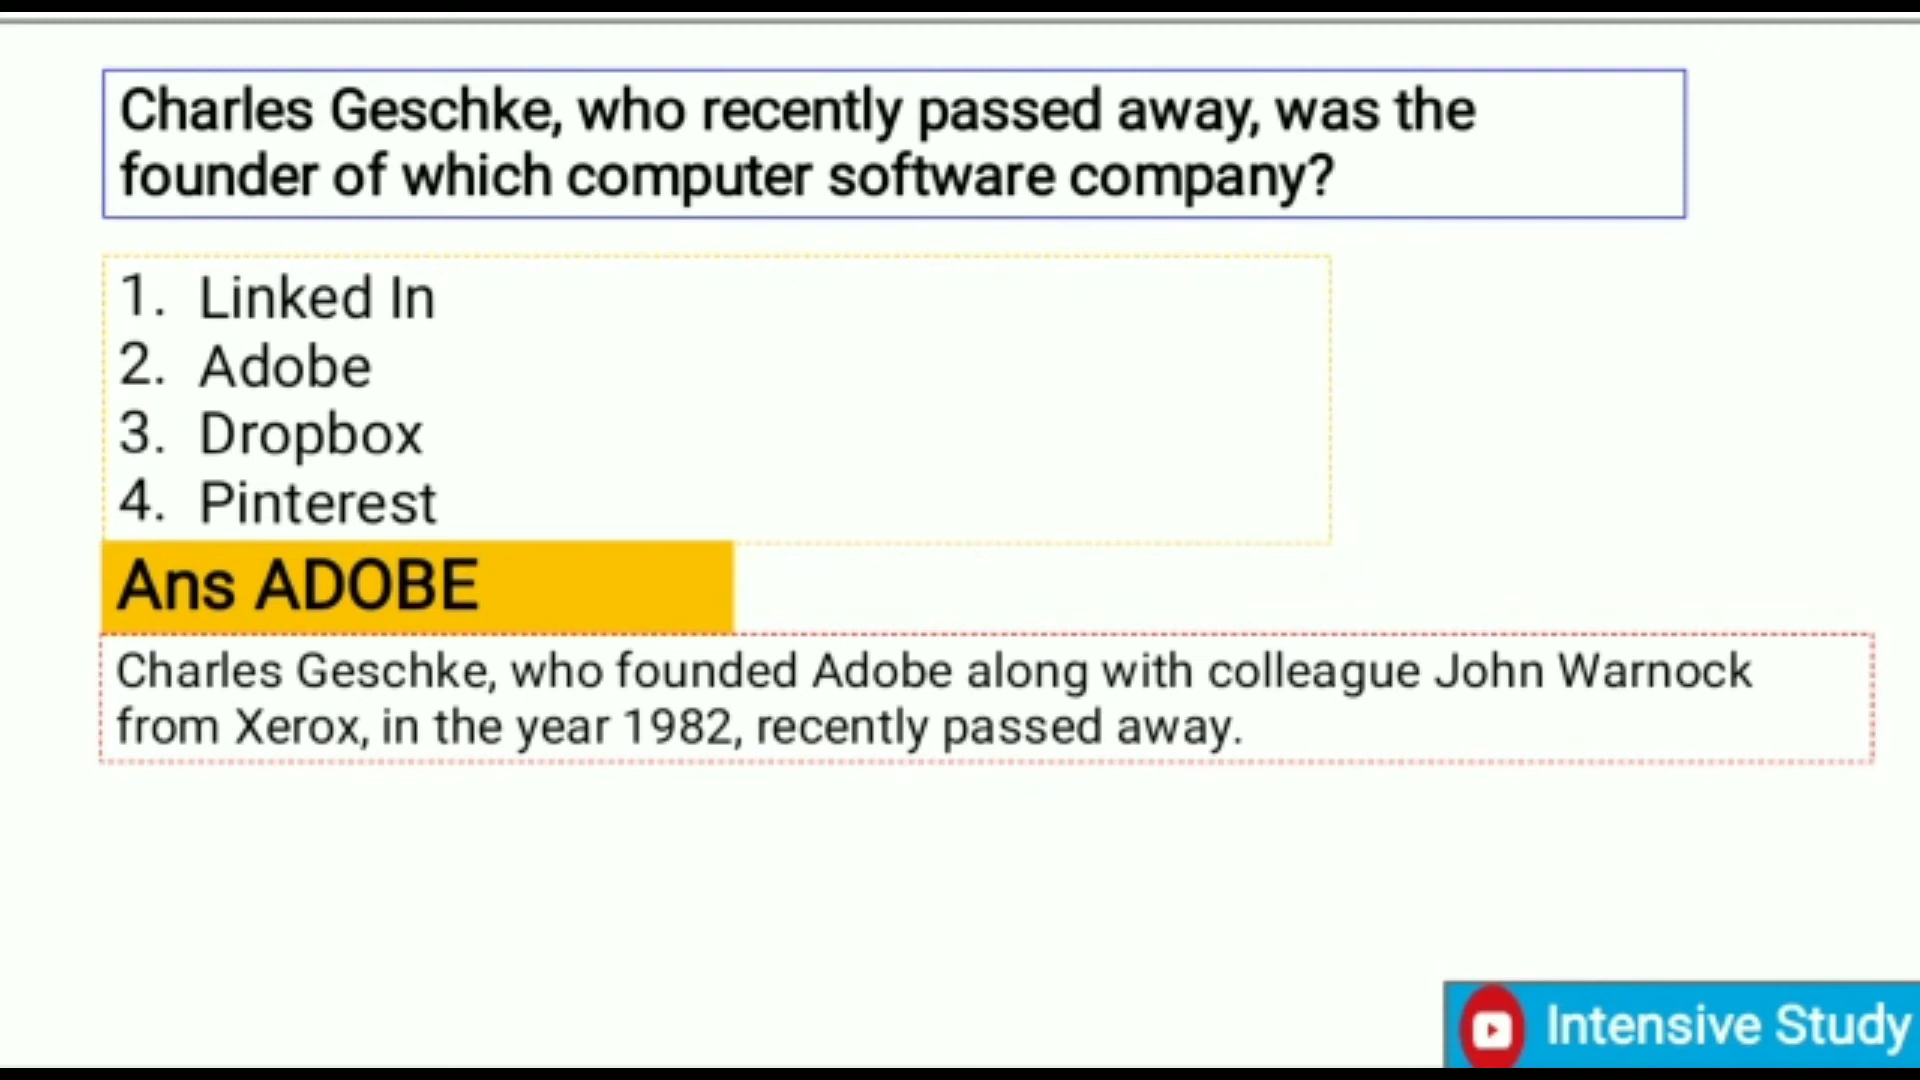 Charles Geschke, who recently passed away, was the
founder of which computer software company?
1. Linked In
2. Adobe
3. Dropbox
4. Pinterest
Ans ADOBE
Charles Geschke, who founded Adobe along with colleague John Warnock
from Xerox, in the year 1982, recently passed away.
Intensive Study